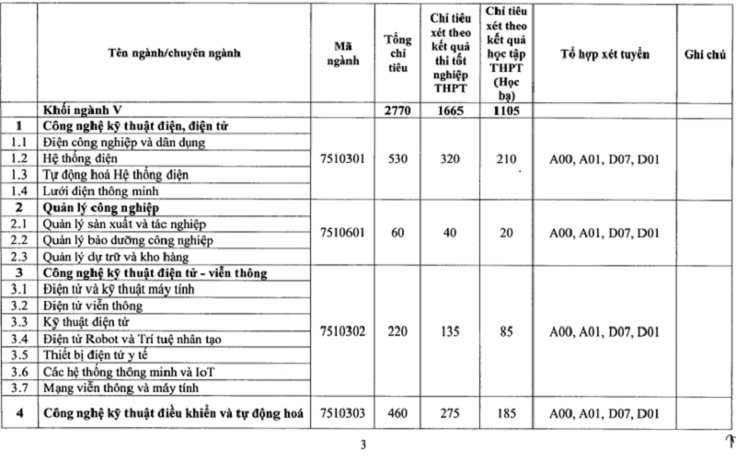 Tên ngành/chuyên ngành | Mã ngành | Tổng chỉ tiêu | Chỉ tiêu xét theo kết quả thi tốt nghiệp THPT | Chỉ tiêu xét theo kết quả học tập THPT (Học bạ) | Tổ hợp xét tuyển | Ghi chú
Khối ngành V | 2770 | 1665 | 1105
1 Công nghệ kỹ thuật điện, điện tử
1.1 Điện công nghiệp và dân dụng
1.2 Hệ thống điện
1.3 Tự động hoá Hệ thống điện
1.4 Lưới điện thông minh
7510301 | 530 | 320 | 210 | A00, A01, D07, D01
2 Quản lý công nghiệp
2.1 Quản lý sản xuất và tác nghiệp
2.2 Quản lý bảo dưỡng công nghiệp
2.3 Quản lý dự trữ và kho hàng
7510601 | 60 | 40 | 20 | A00, A01, D07, D01
3 Công nghệ kỹ thuật điện tử - viễn thông
3.1 Điện tử và kỹ thuật máy tính
3.2 Điện tử viễn thông
3.3 Kỹ thuật điện tử
3.4 Điện tử Robot và Trí tuệ nhân tạo
3.5 Thiết bị điện tử y tế
3.6 Các hệ thống thông minh và IoT
3.7 Mạng viễn thông và máy tính
7510302 | 220 | 135 | 85 | A00, A01, D07, D01
4 Công nghệ kỹ thuật điều khiển và tự động hoá | 7510303 | 460 | 275 | 185 | A00, A01, D07, D01
3